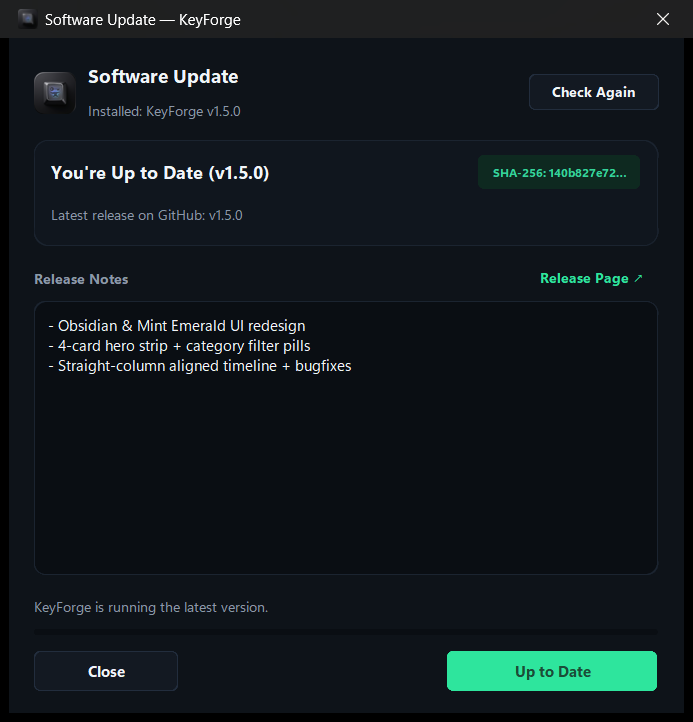 Software Update — KeyForge
Software Update
Installed: KeyForge v1.5.0
Check Again
You're Up to Date (v1.5.0)
SHA-256: 140b827e72...
Latest release on GitHub: v1.5.0
Release Notes
Release Page ↗
- Obsidian & Mint Emerald UI redesign
- 4-card hero strip + category filter pills
- Straight-column aligned timeline + bugfixes
KeyForge is running the latest version.
Close
Up to Date